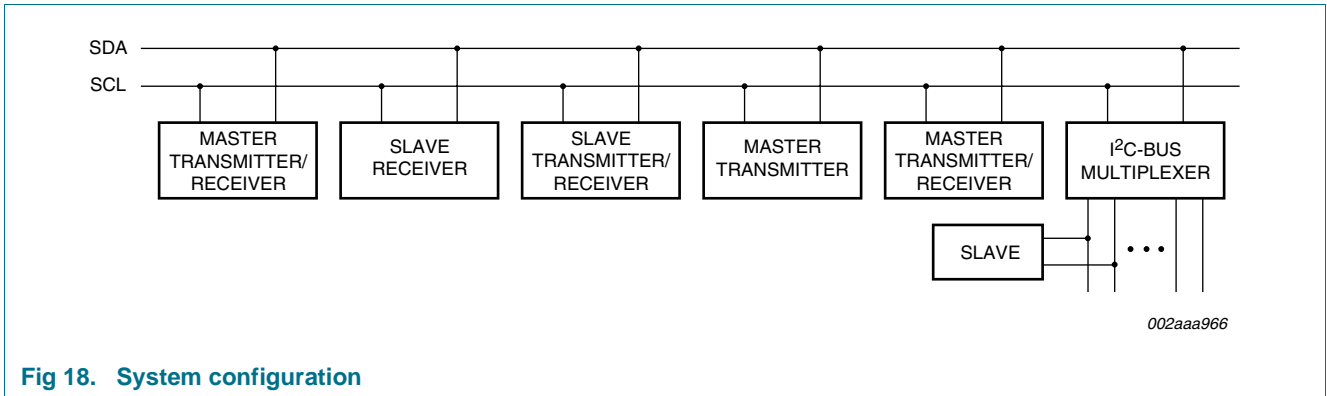 SDA
SCL
MASTER
TRANSMITTER/
RECEIVER
SLAVE
RECEIVER
SLAVE
TRANSMITTER/
RECEIVER
MASTER
TRANSMITTER
MASTER
TRANSMITTER/
RECEIVER
I²C-BUS
MULTIPLEXER
SLAVE
002aaa966
Fig 18. System configuration